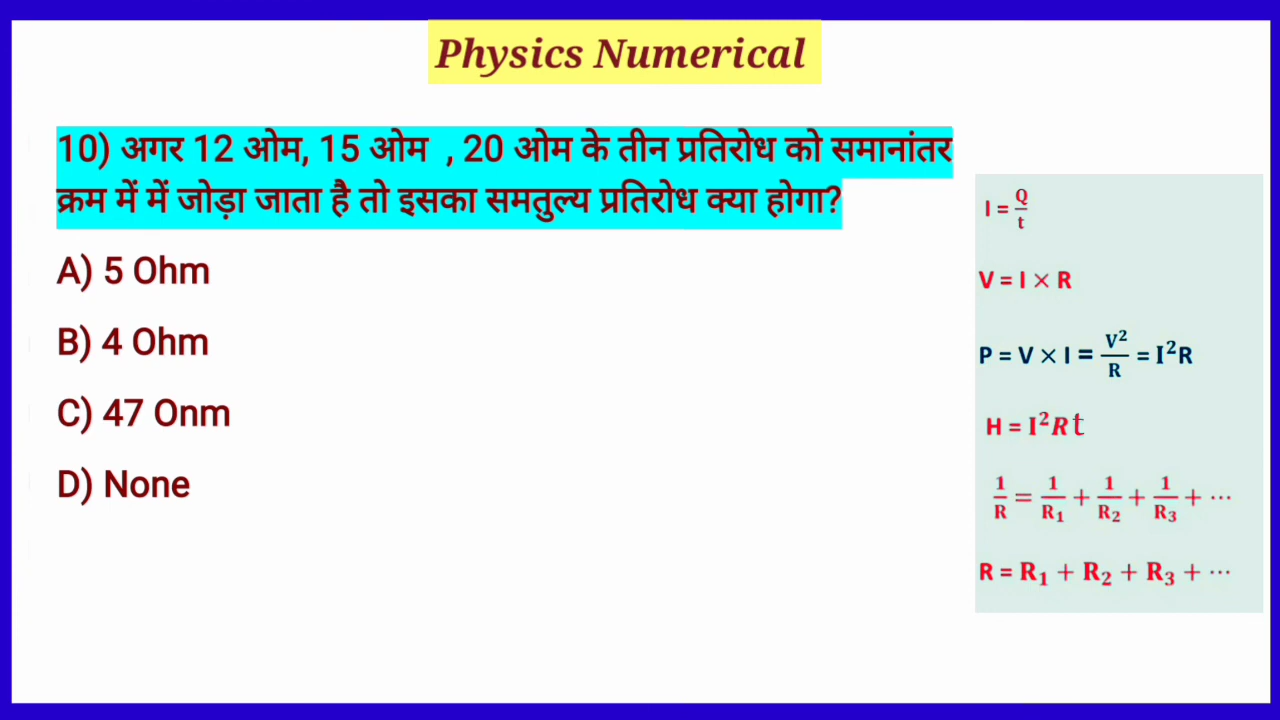 Physics Numerical
10) अगर 12 ओम, 15 ओम , 20 ओम के तीन प्रतिरोध को समानांतर
क्रम में में जोड़ा जाता है तो इसका समतुल्य प्रतिरोध क्या होगा?
A) 5 Ohm
B) 4 Ohm
C) 47 Onm
D) None
I = Q/t
V = I × R
P = V × I = V²/R = I²R
H = I²Rt
1/R = 1/R₁ + 1/R₂ + 1/R₃ + ⋯
R = R₁ + R₂ + R₃ + ⋯